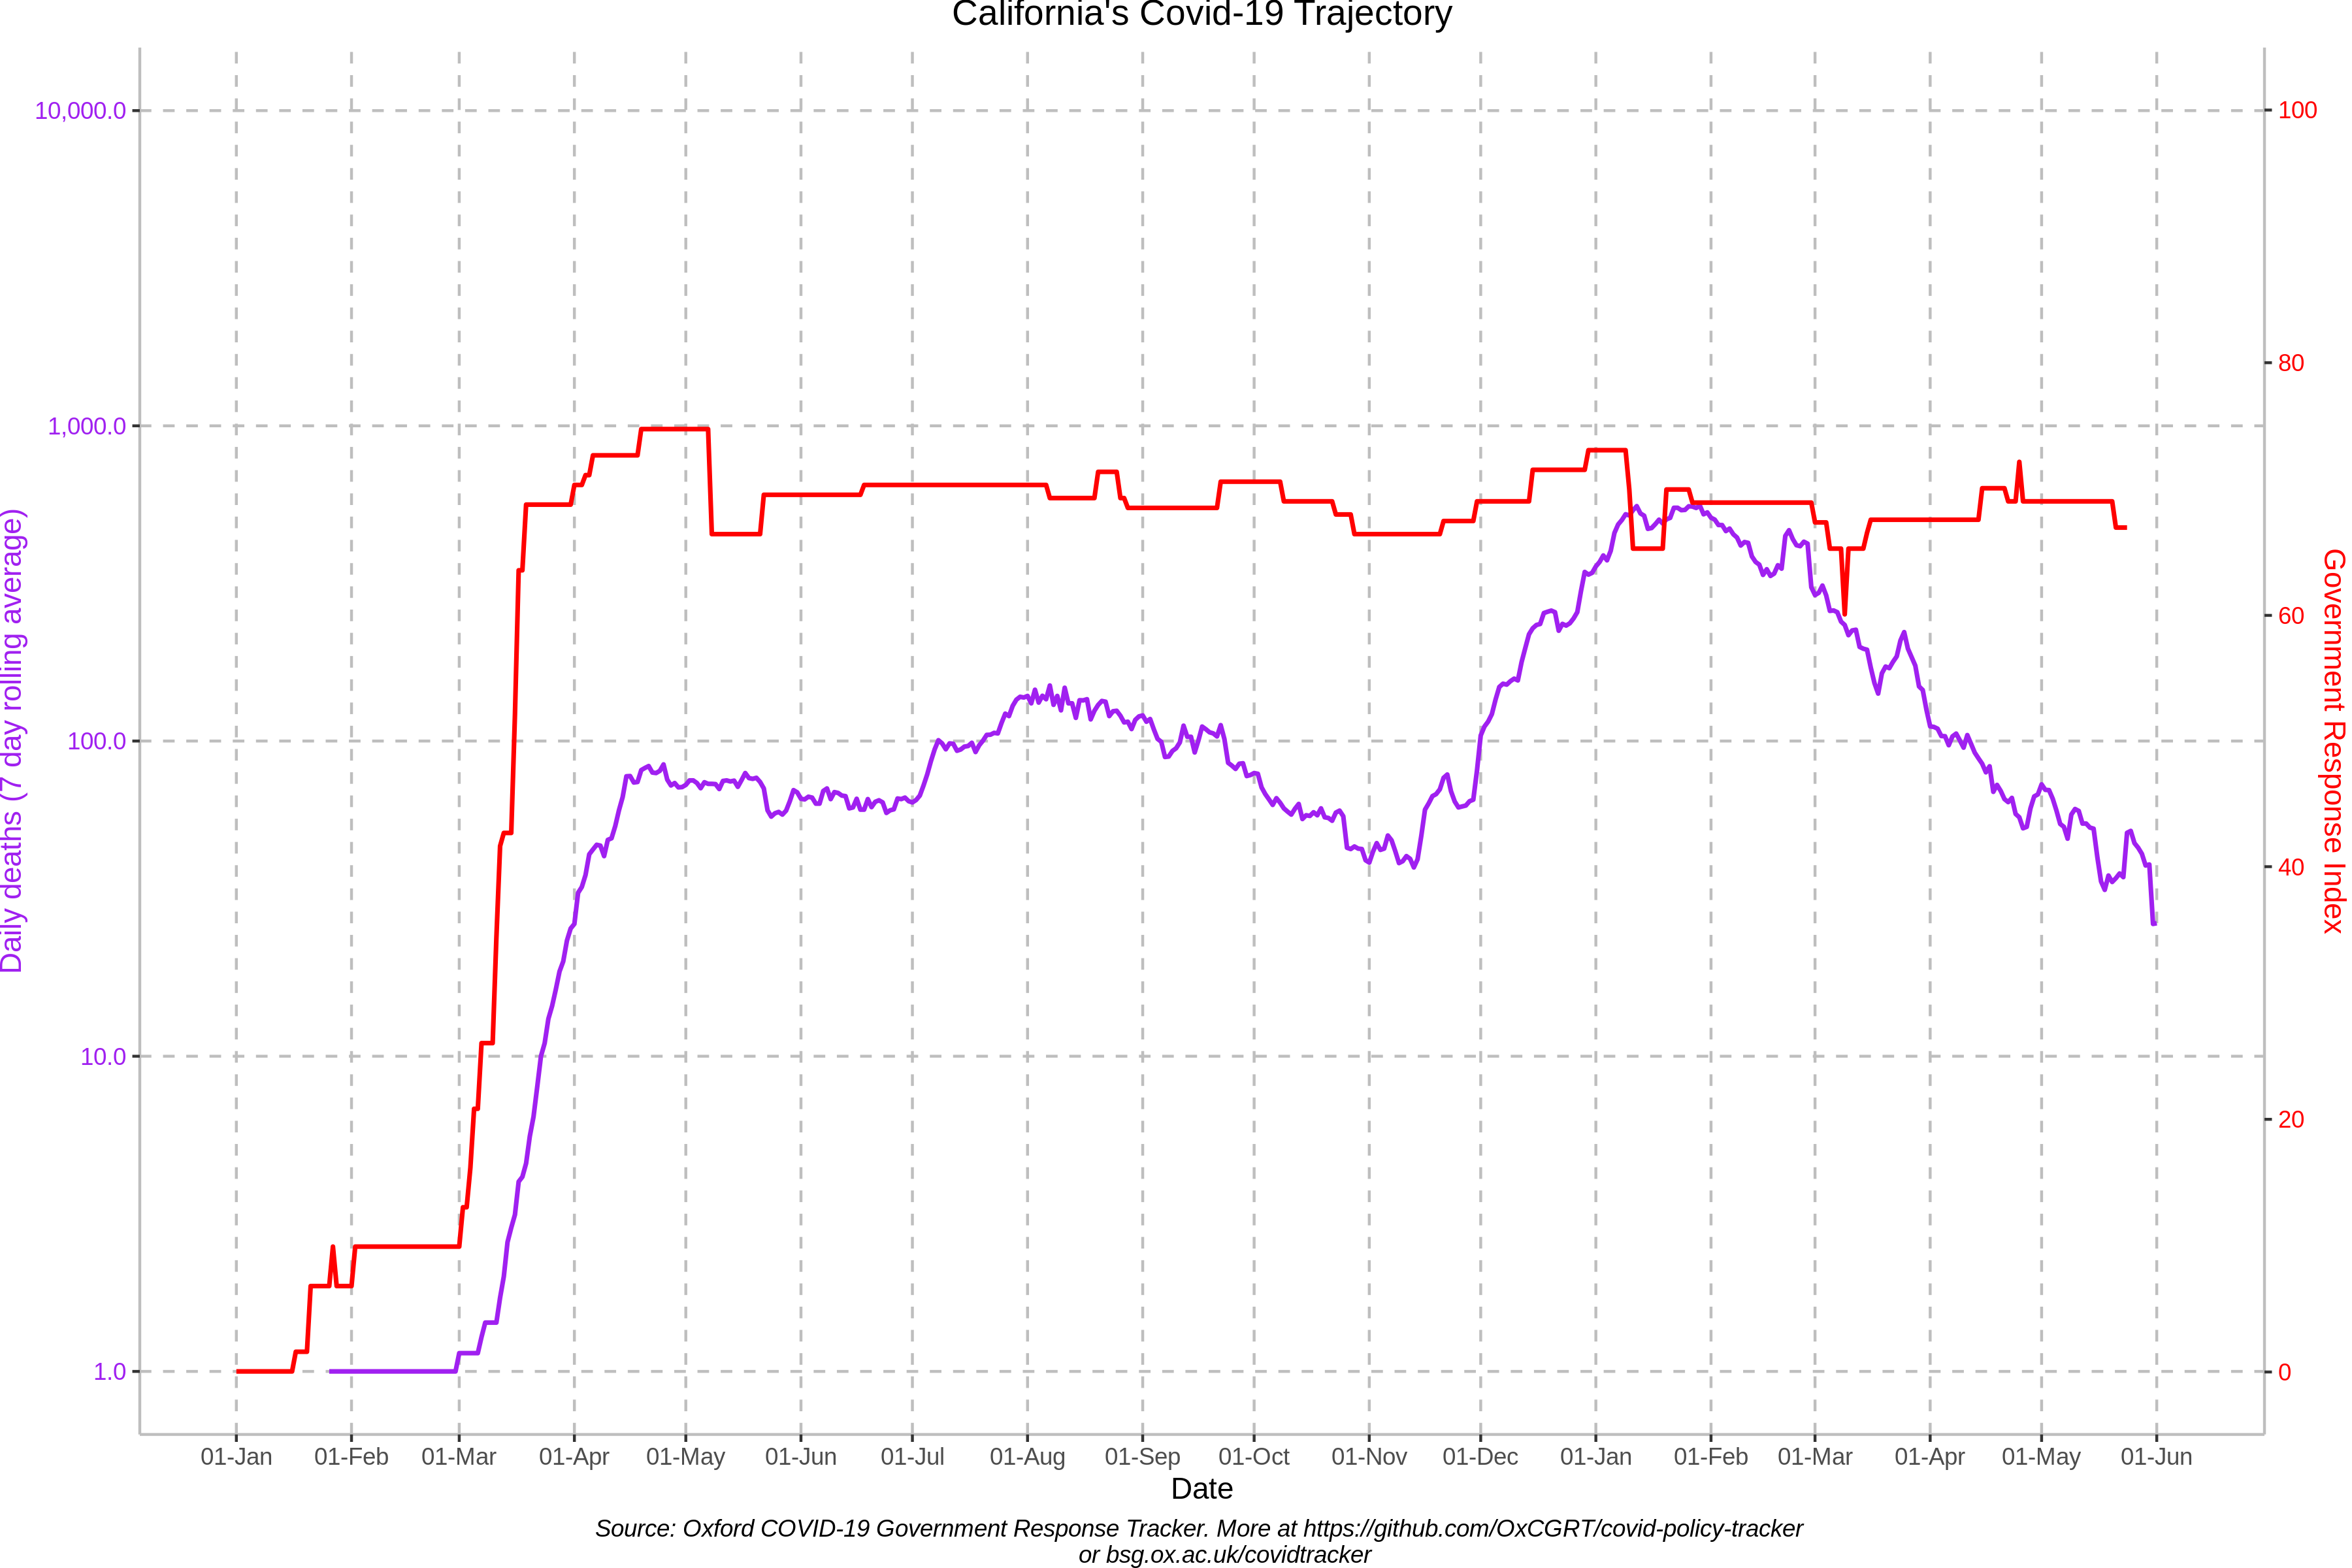 California's Covid-19 Trajectory
Daily deaths (7 day rolling average)
10,000.0
1,000.0
100.0
10.0
1.0
100
80
60
40
20
0
Government Response Index
01-Jan 01-Feb 01-Mar 01-Apr 01-May 01-Jun 01-Jul 01-Aug 01-Sep 01-Oct 01-Nov 01-Dec 01-Jan 01-Feb 01-Mar 01-Apr 01-May 01-Jun
Date
Source: Oxford COVID-19 Government Response Tracker. More at https://github.com/OxCGRT/covid-policy-tracker
or bsg.ox.ac.uk/covidtracker